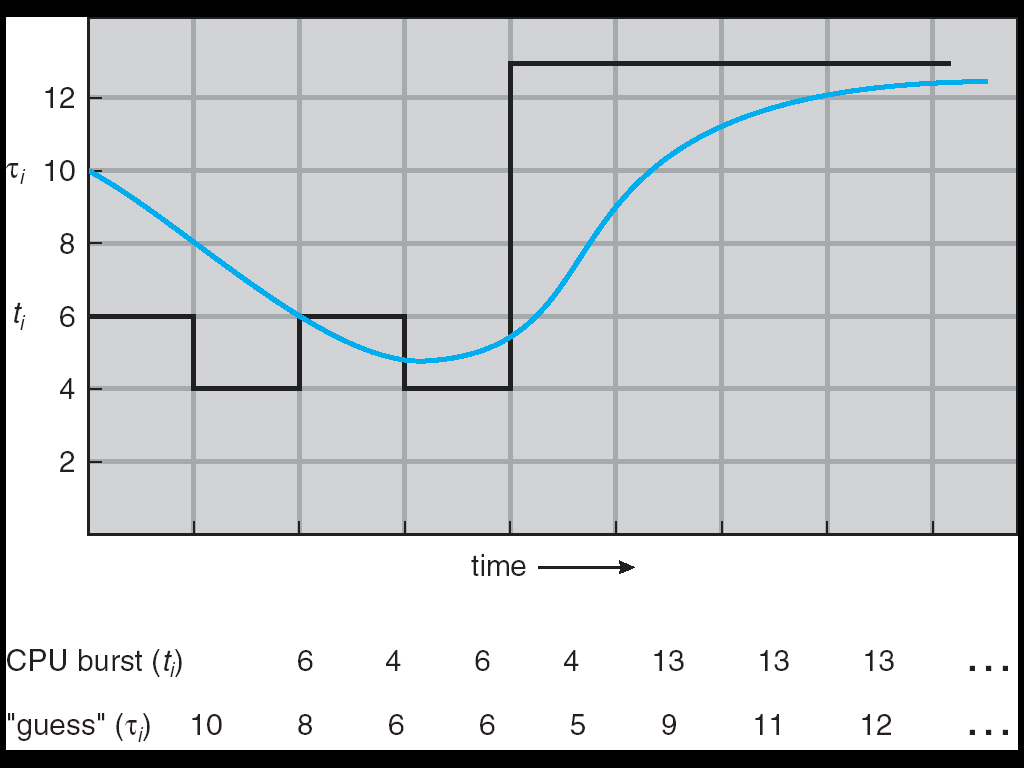 12
τi 10
8
ti 6
4
2
time
CPU burst (ti) 6 4 6 4 13 13 13 ...
"guess" (τi) 10 8 6 6 5 9 11 12 ...